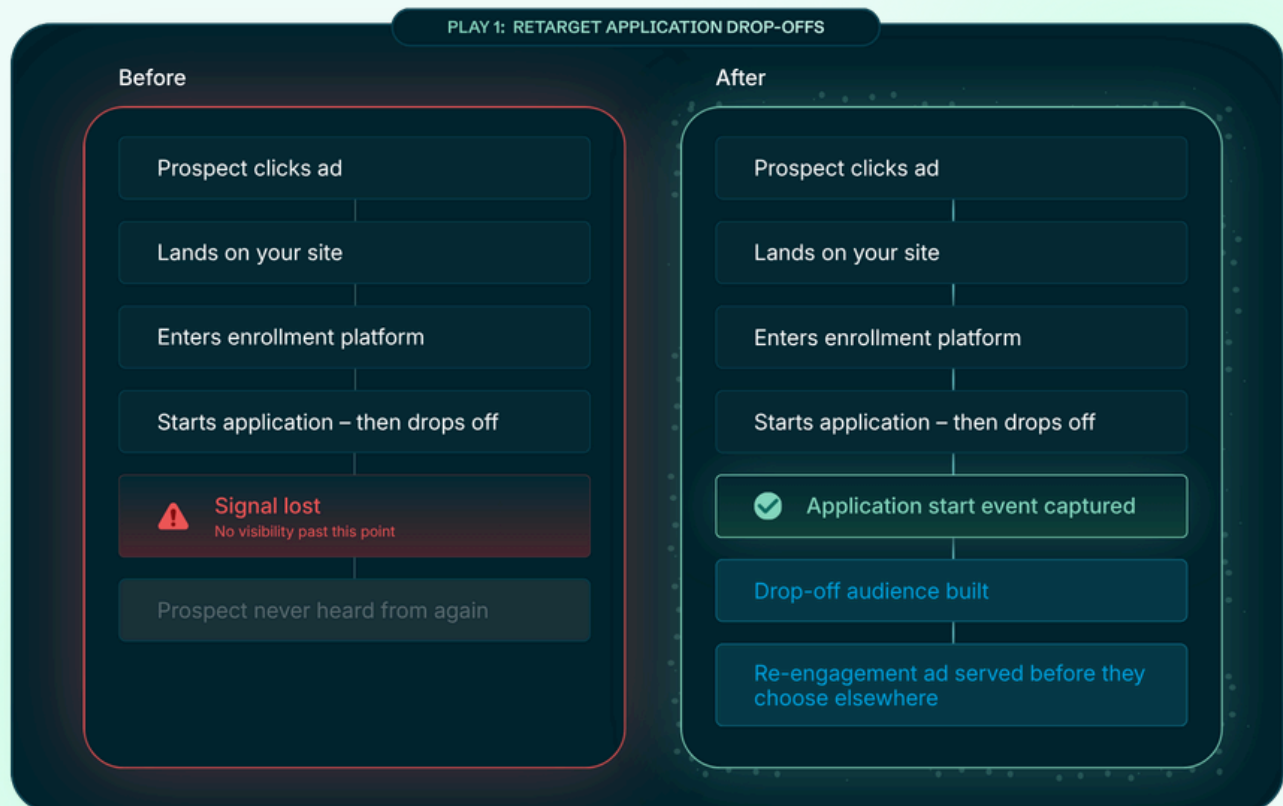 PLAY 1: RETARGET APPLICATION DROP-OFFS
Before
Prospect clicks ad
Lands on your site
Enters enrollment platform
Starts application – then drops off
Signal lost
No visibility past this point
Prospect never heard from again
After
Prospect clicks ad
Lands on your site
Enters enrollment platform
Starts application – then drops off
Application start event captured
Drop-off audience built
Re-engagement ad served before they
choose elsewhere